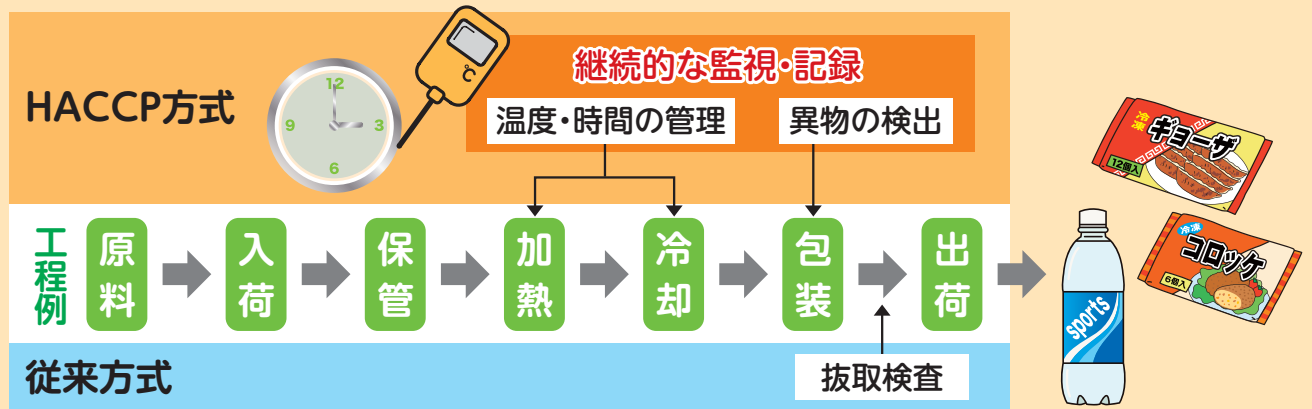 継続的な監視・記録
HACCP方式
温度・時間の管理
異物の検出
℃
12
9
3
6
工程例
原料
入荷
保管
加熱
冷却
包装
出荷
従来方式
抜取検査
冷凍
ギョーザ
12個入
冷凍
コロッケ
6個入
sports